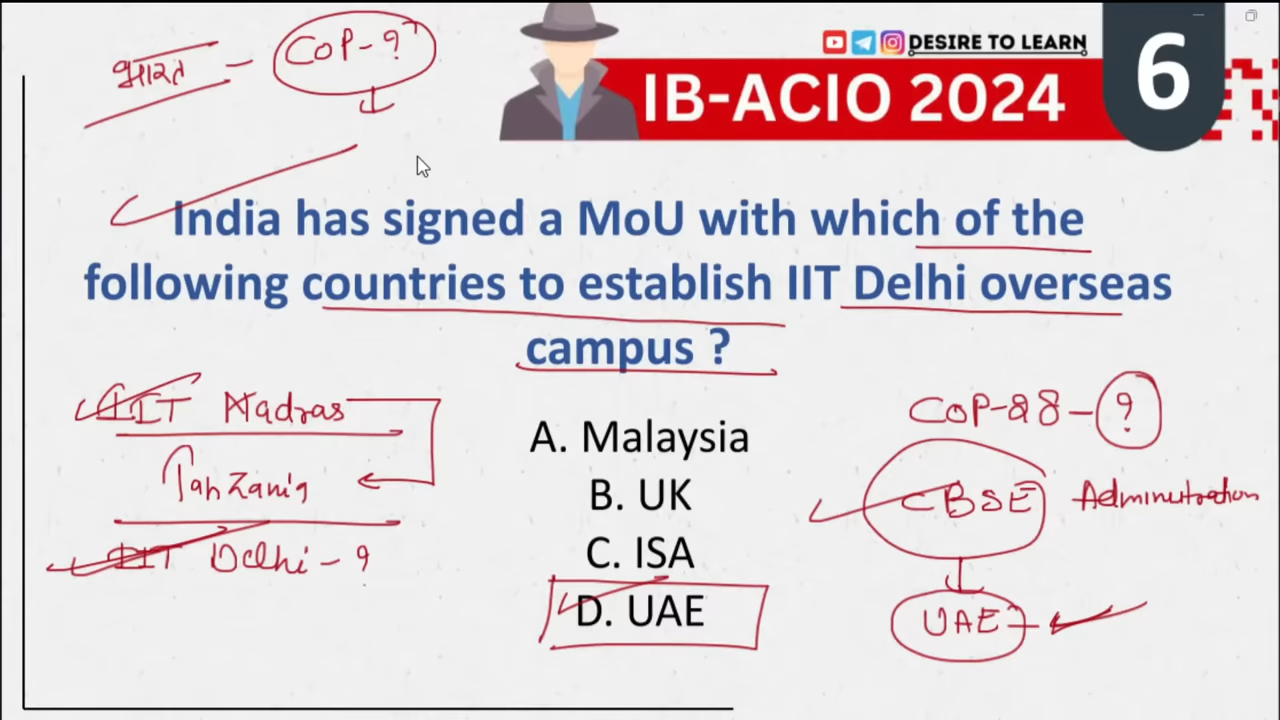 भारत - COP-?
DESIRE TO LEARN
IB-ACIO 2024
6
India has signed a MoU with which of the
following countries to establish IIT Delhi overseas
campus ?
IIT Madras
Tanzania
IIT Delhi - ?
A. Malaysia
B. UK
C. ISA
D. UAE
COP-28-?
CBSE Administration
UAE